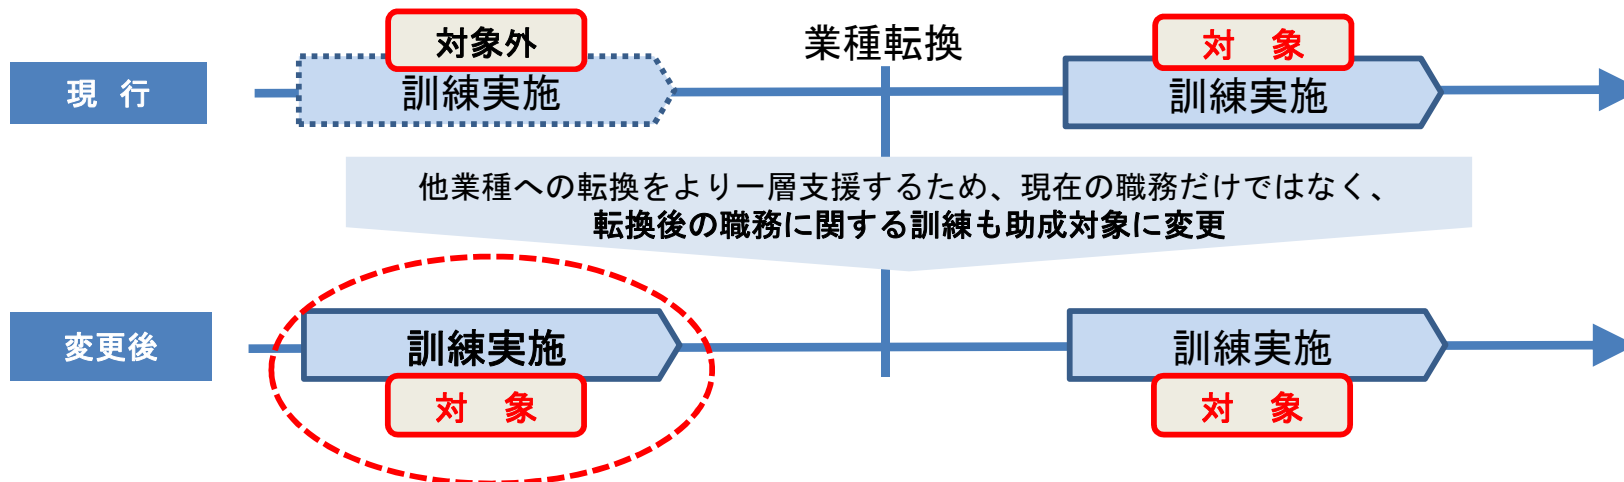 対象外
業種転換
対　象
現　行
訓練実施
訓練実施
他業種への転換をより一層支援するため、現在の職務だけではなく、
転換後の職務に関する訓練も助成対象に変更
変更後
訓練実施
訓練実施
対　象
対　象